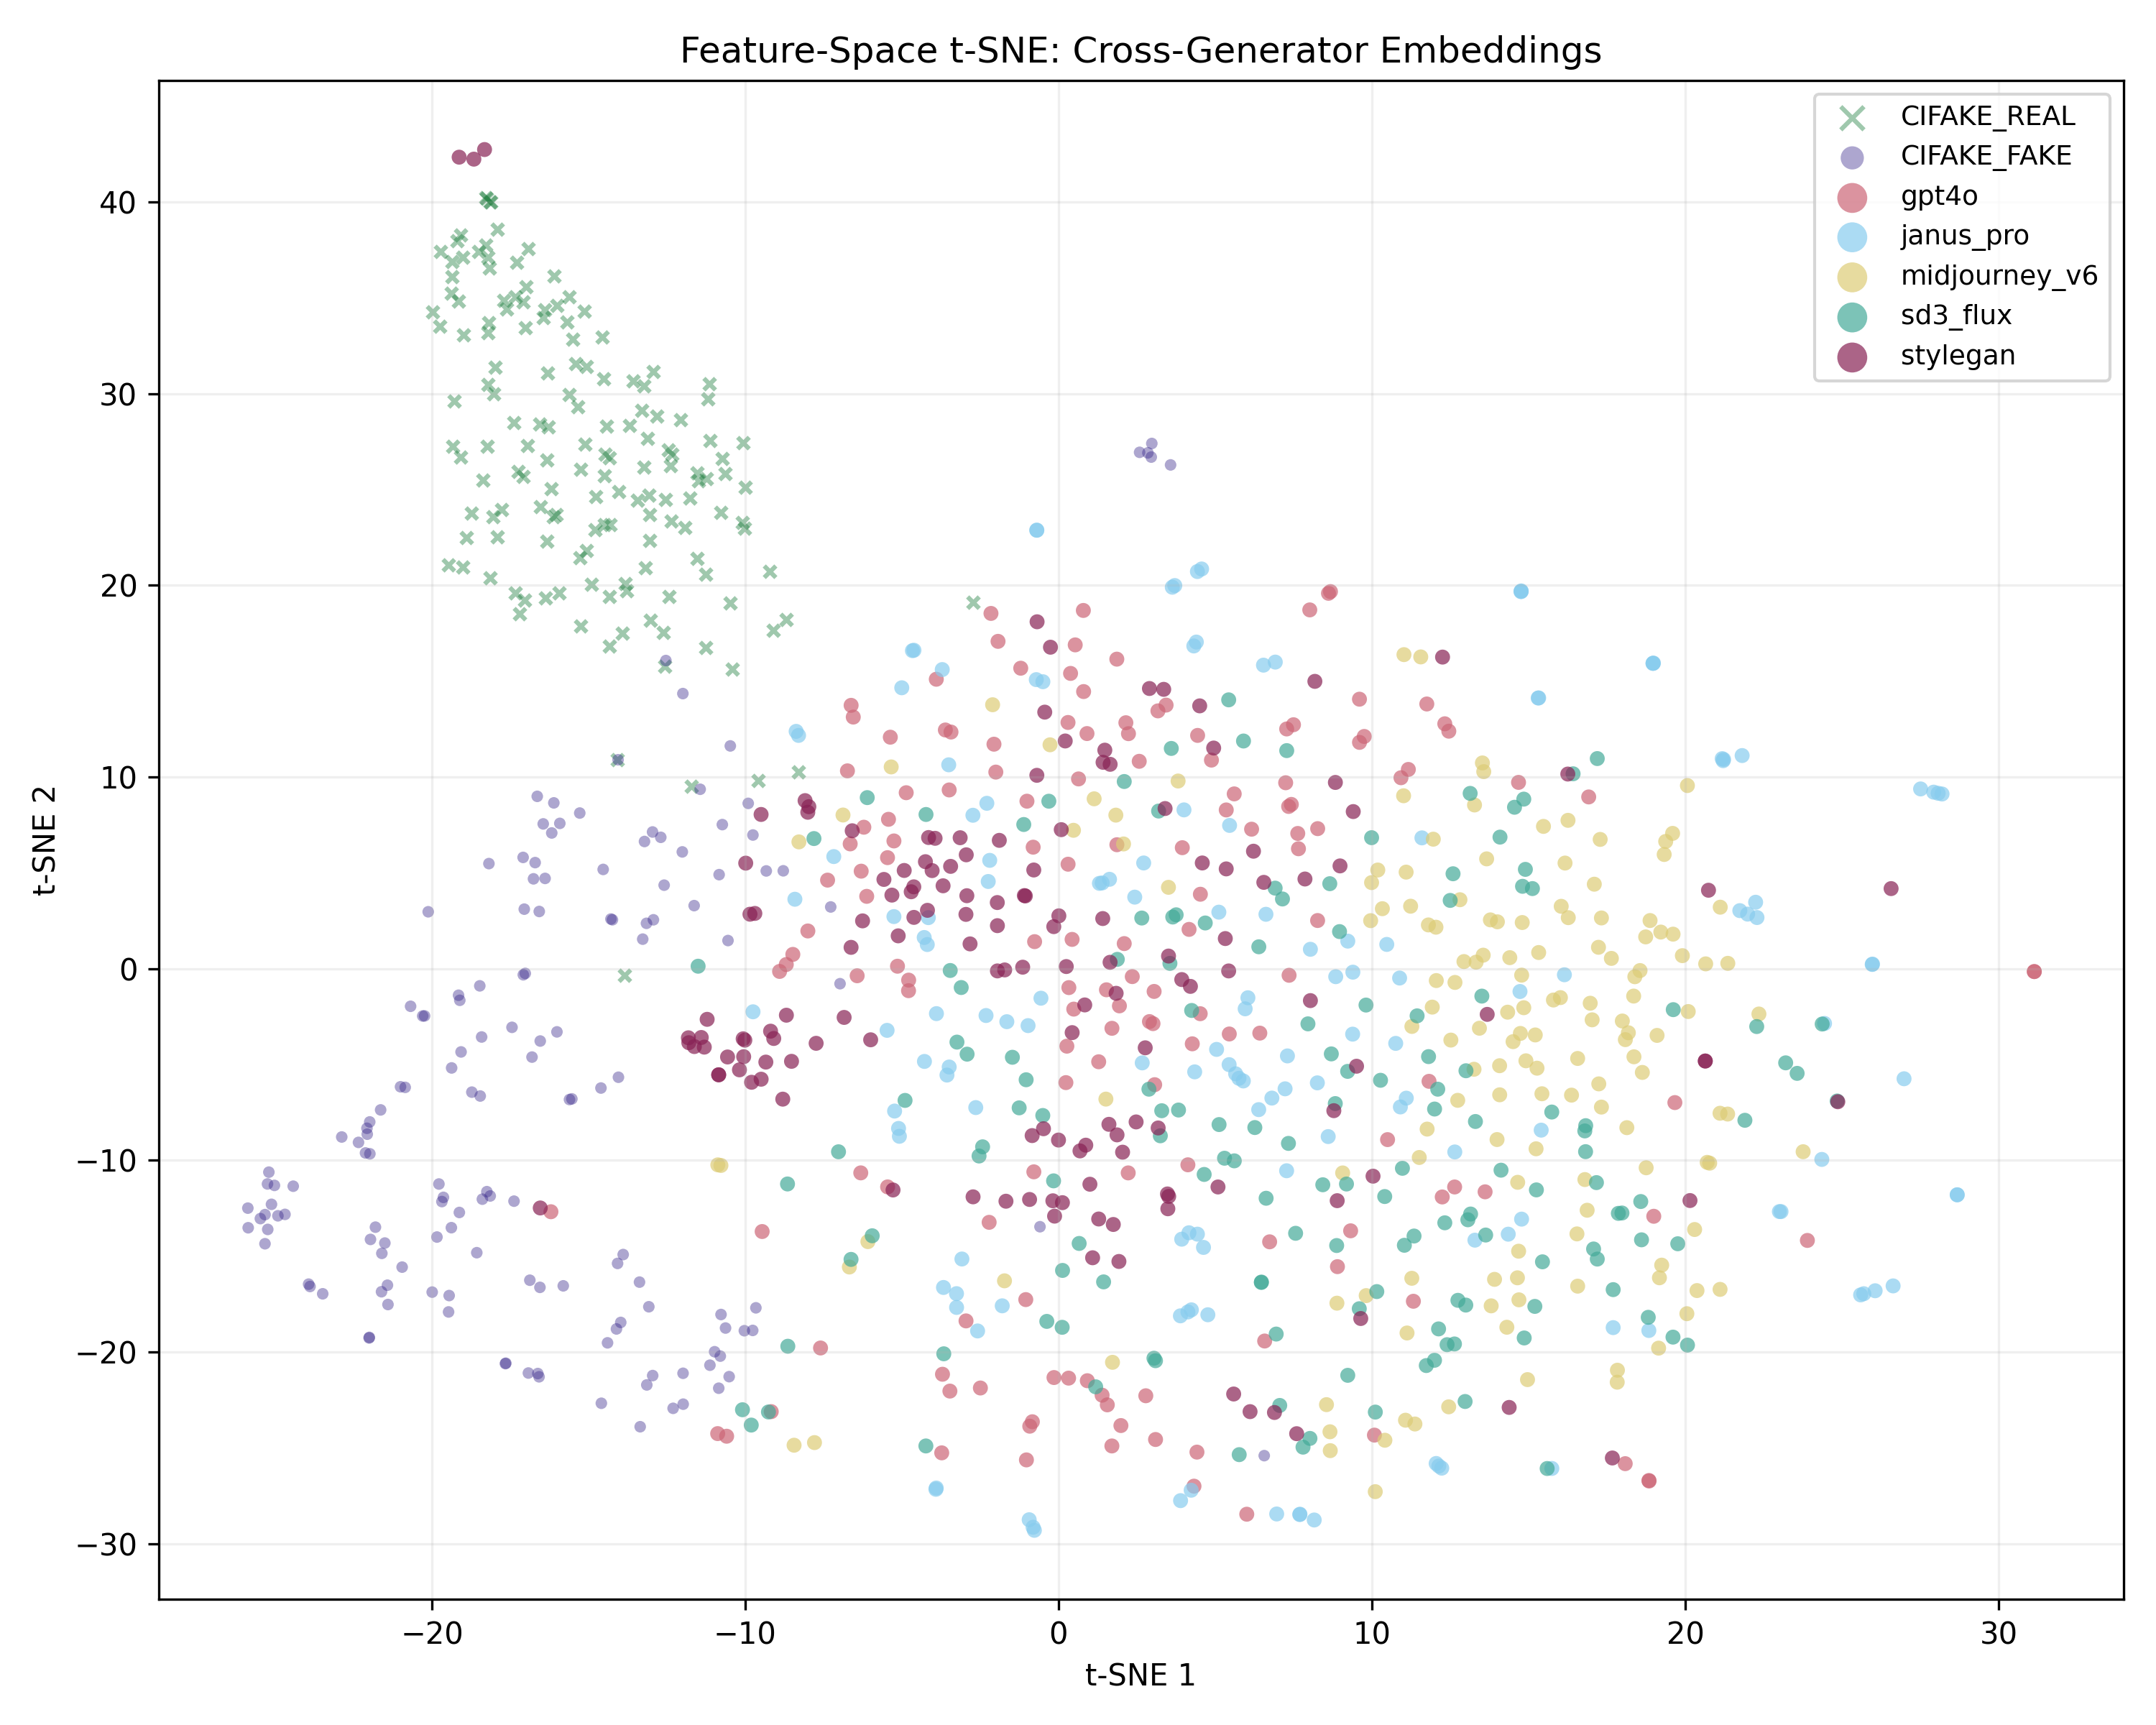 Feature-Space t-SNE: Cross-Generator Embeddings
CIFAKE_REAL
CIFAKE_FAKE
gpt4o
janus_pro
midjourney_v6
sd3_flux
stylegan
40
30
20
10
0
−10
−20
−30
t-SNE 2
−20
−10
0
10
20
30
t-SNE 1